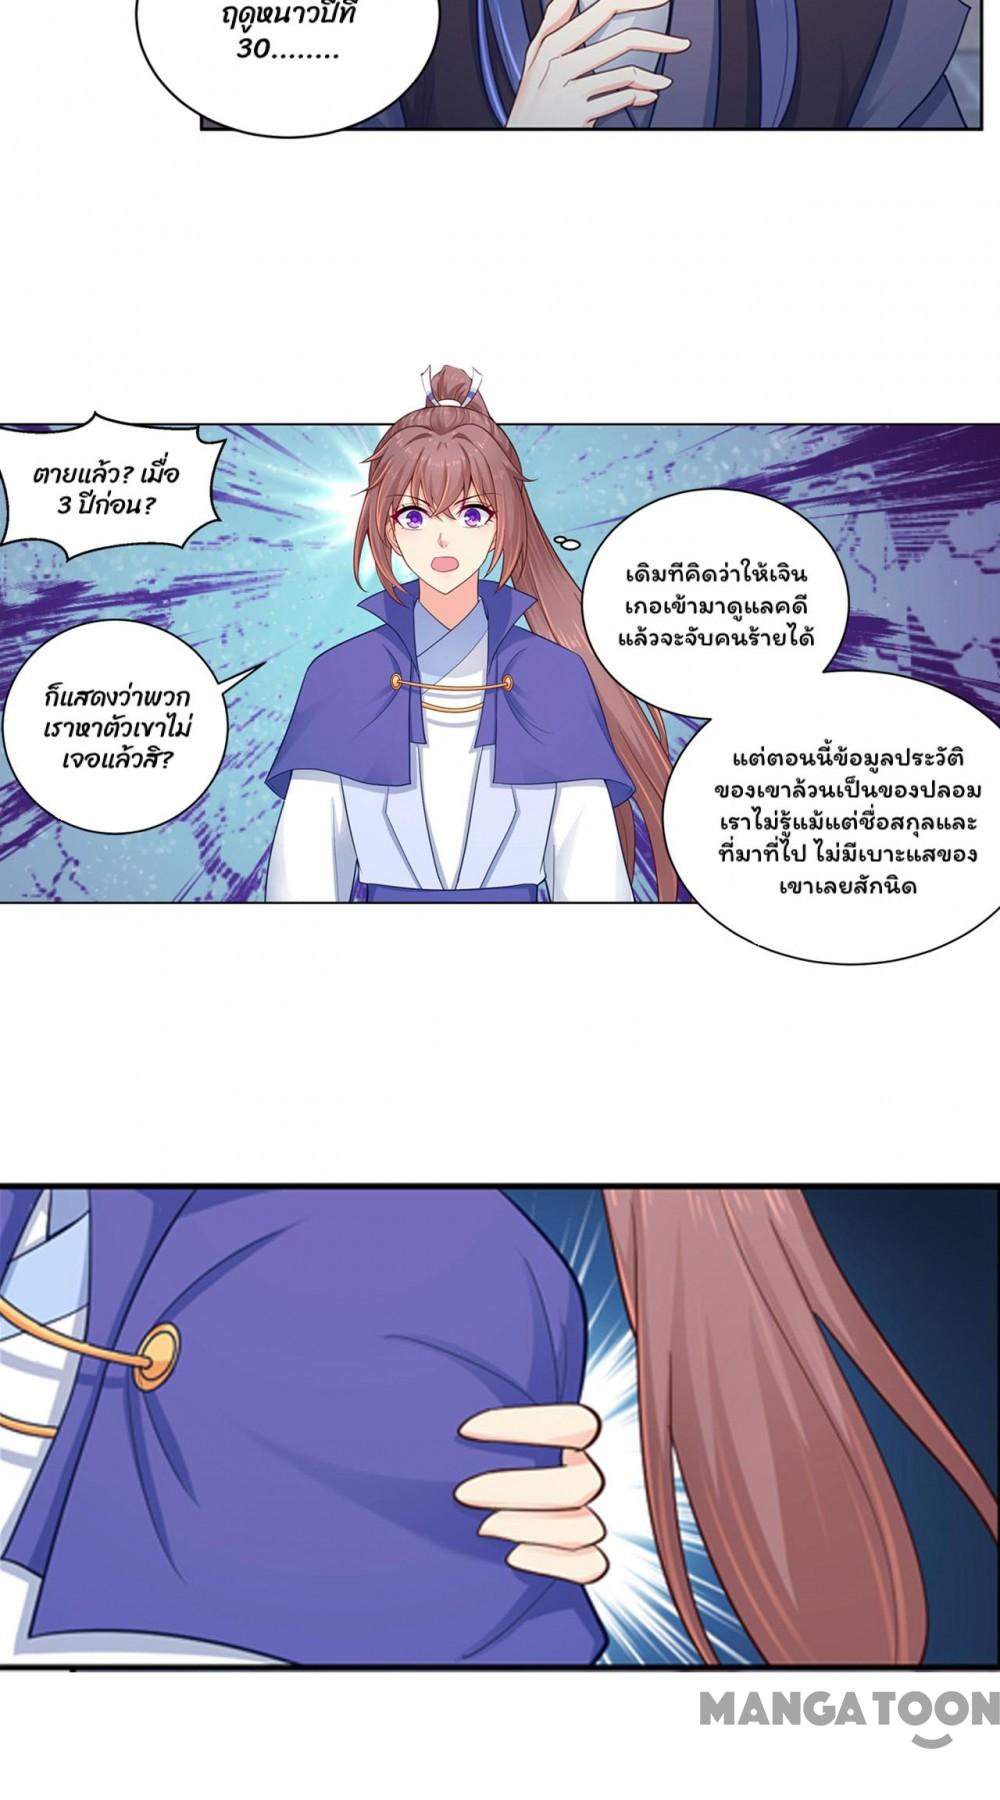 ฤดูหนาวปีที่
30........
ตายแล้ว? เมื่อ
3 ปีก่อน?
เดิมทีคิดว่าให้เจิน
เกอเข้ามาดูแลคดี
แล้วจะจับคนร้ายได้
ก็แสดงว่าพวก
เราหาตัวเขาไม่
เจอแล้วสิ?
แต่ตอนนี้ข้อมูลประวัติ
ของเขาล้วนเป็นของปลอม
เราไม่รู้แม้แต่ชื่อสกุลและ
ที่มาที่ไป ไม่มีเบาะแสของ
เขาเลยสักนิด
MANGATOON